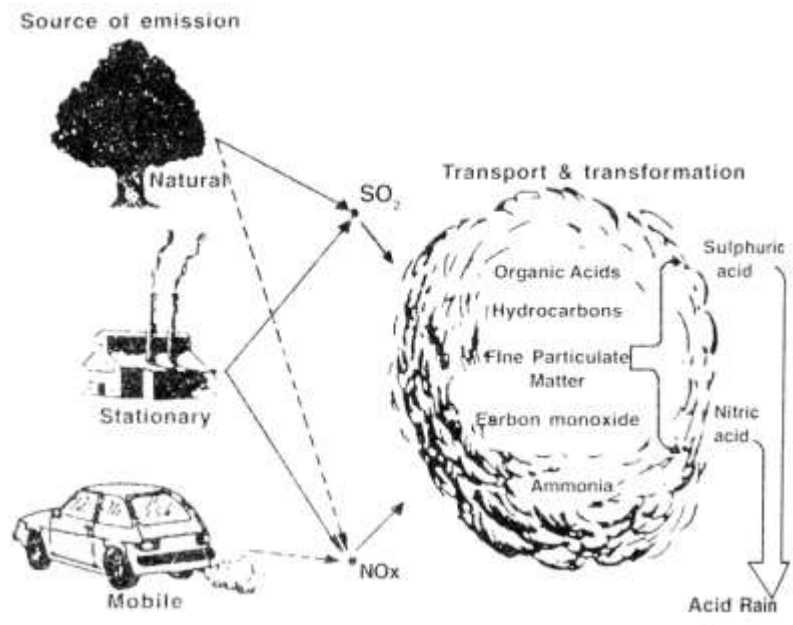 Source of emission
Natural
SO₂
Transport & transformation
Sulphuric
acid
Organic Acids
Hydrocarbons
Fine Particulate
Matter
Stationary
Earbon monoxide
Nitric
acid
Ammonia
NOx
Mobile
Acid Rain